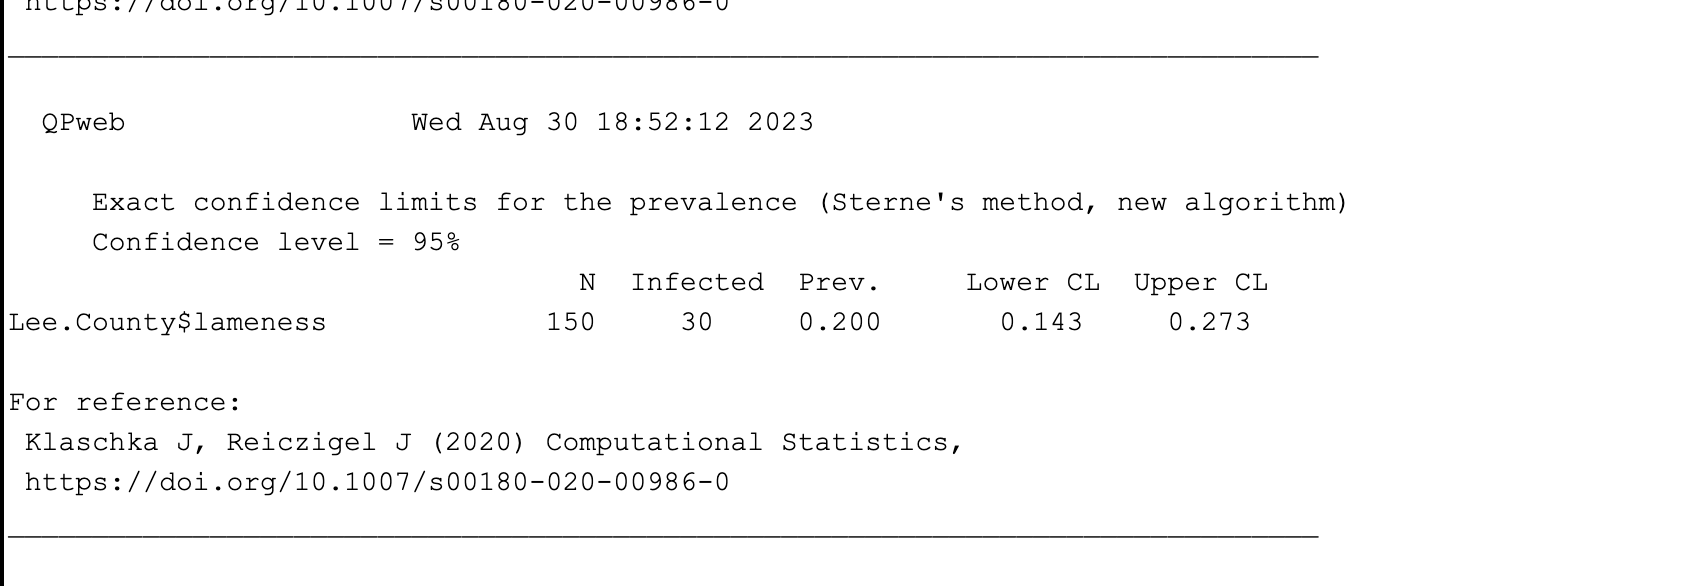 https://doi.org/10.1007/s00180-020-00986-0
QPweb Wed Aug 30 18:52:12 2023
Exact confidence limits for the prevalence (Sterne's method, new algorithm)
Confidence level = 95%
N Infected Prev. Lower CL Upper CL
Lee.County$lameness 150 30 0.200 0.143 0.273
For reference:
Klaschka J, Reiczigel J (2020) Computational Statistics,
https://doi.org/10.1007/s00180-020-00986-0